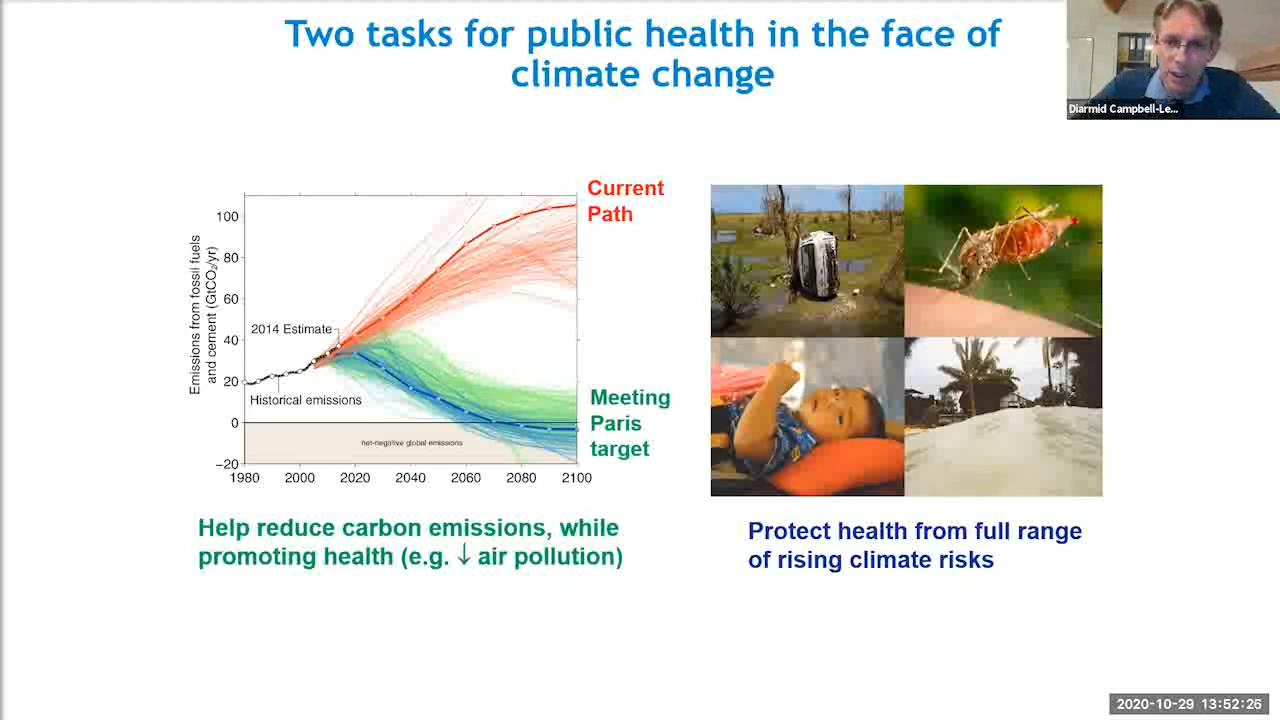 Two tasks for public health in the face of
climate change
Diarmid Campbell-Le...
Current
Path
Emissions from fossil fuels
and cement (GtCO₂/yr)
100
80
60
40
20
0
−20
2014 Estimate
Historical emissions
net-negative global emissions
1980 2000 2020 2040 2060 2080 2100
Meeting
Paris
target
Help reduce carbon emissions, while
promoting health (e.g. ↓ air pollution)
Protect health from full range
of rising climate risks
2020-10-29 13:52:26